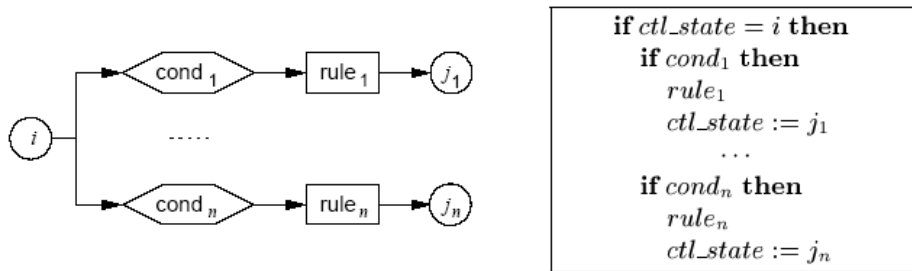 cond 1 rule 1 j1
i .....
cond n rule n jn
if ctl_state = i then
if cond1 then
rule1
ctl_state := j1
...
if condn then
rulen
ctl_state := jn